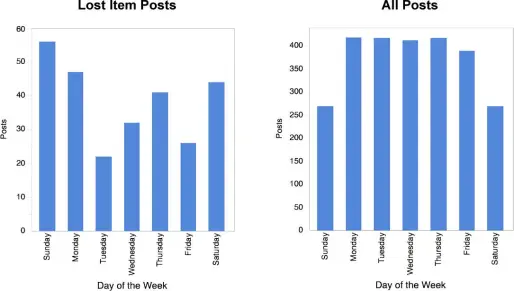 Lost Item Posts
60
50
40
30
20
10
0
Posts
Sunday
Monday
Tuesday
Wednesday
Thursday
Friday
Saturday
Day of the Week
All Posts
400
350
300
250
200
150
100
50
0
Posts
Sunday
Monday
Tuesday
Wednesday
Thursday
Friday
Saturday
Day of the Week